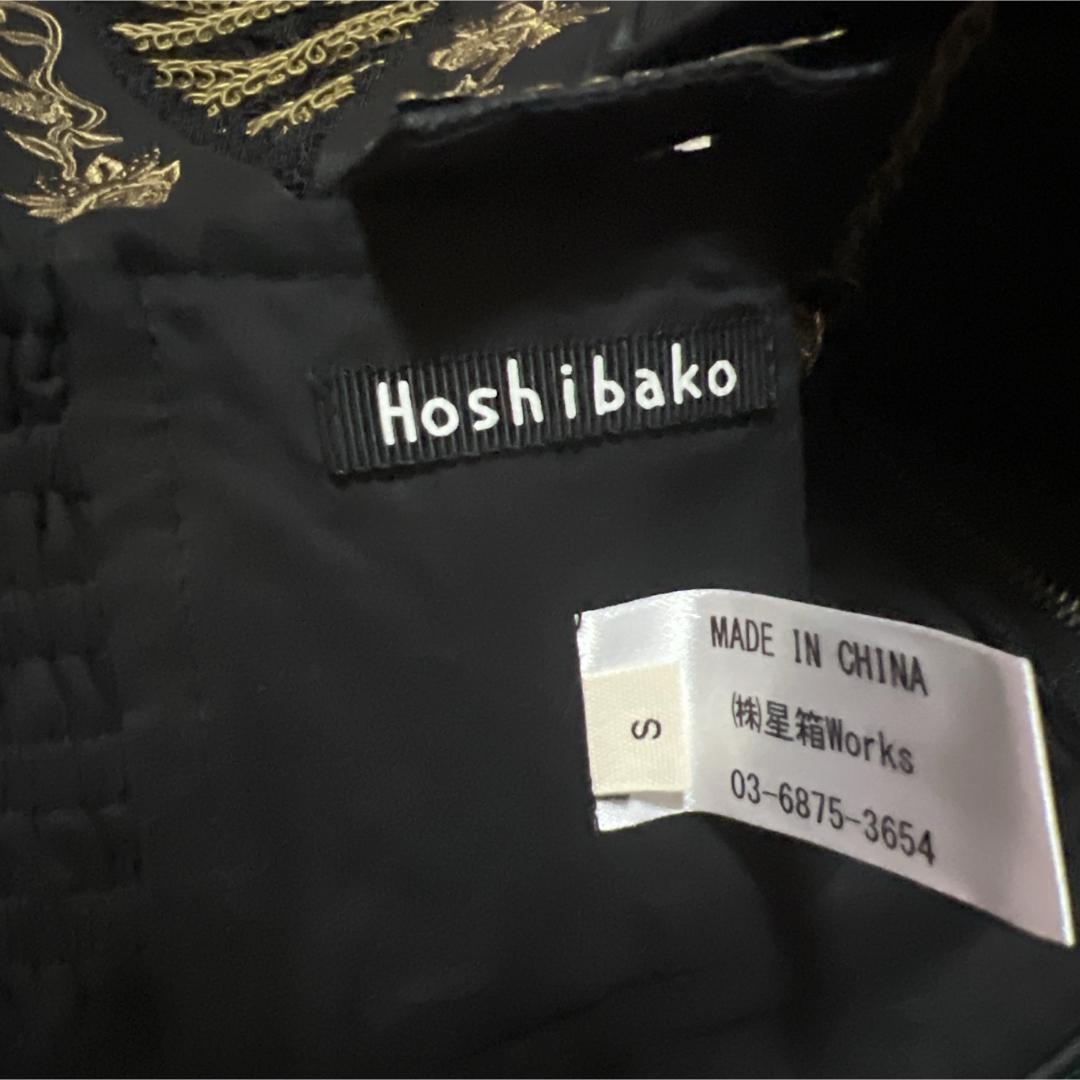 Hoshibako
MADE IN CHINA
㈱星箱Works
03-6875-3654
S